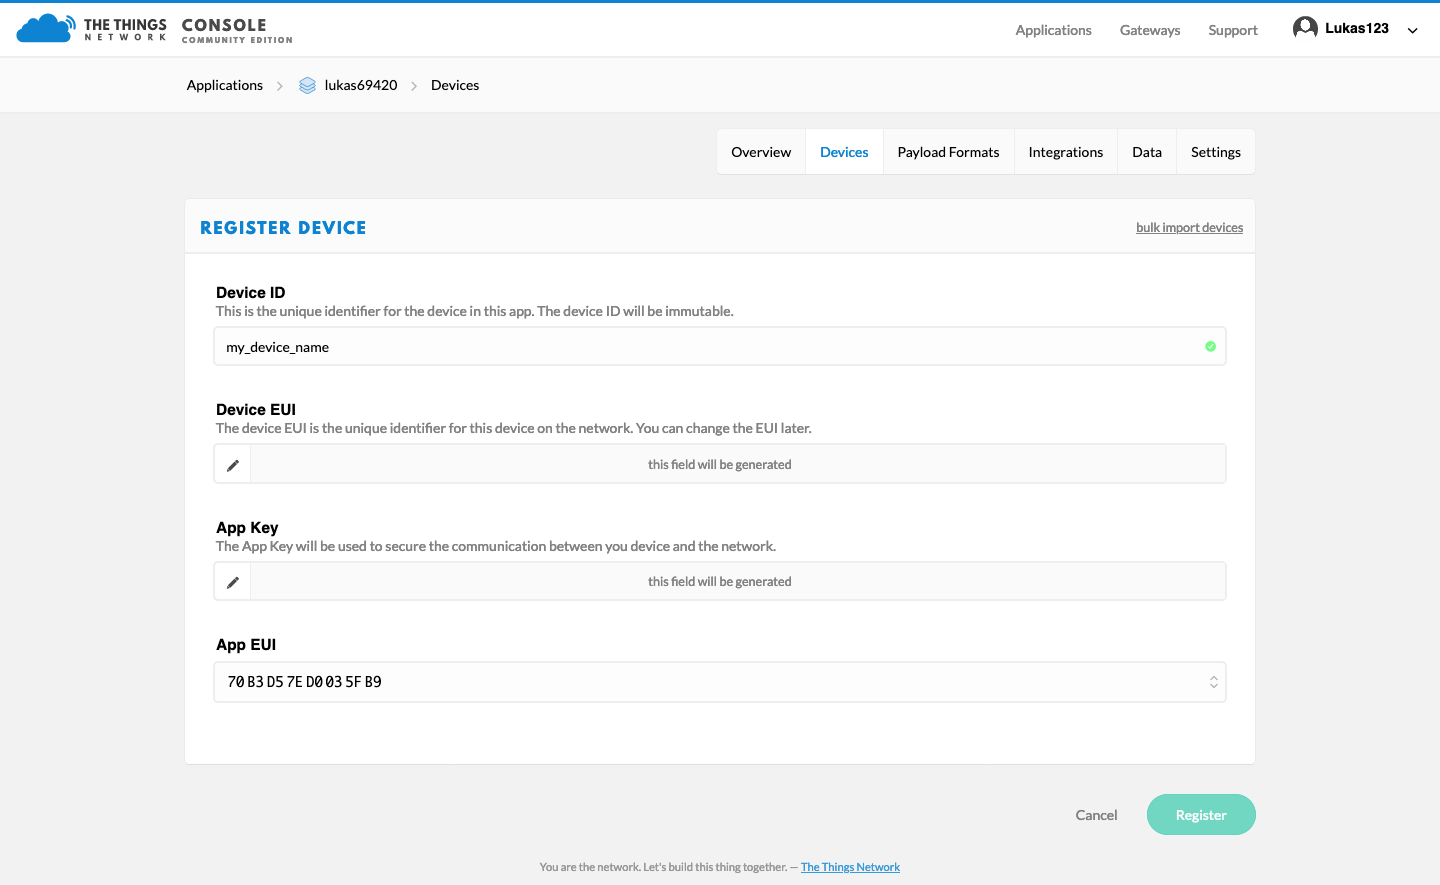 THE THINGS
NETWORK
CONSOLE
COMMUNITY EDITION
Applications Gateways Support Lukas123
Applications lukas69420 Devices
Overview Devices Payload Formats Integrations Data Settings
REGISTER DEVICE
bulk import devices
Device ID
This is the unique identifier for the device in this app. The device ID will be immutable.
my_device_name
Device EUI
The device EUI is the unique identifier for this device on the network. You can change the EUI later.
this field will be generated
App Key
The App Key will be used to secure the communication between you device and the network.
this field will be generated
App EUI
70 B3 D5 7E D0 03 5F B9
Cancel Register
You are the network. Let's build this thing together. — The Things Network